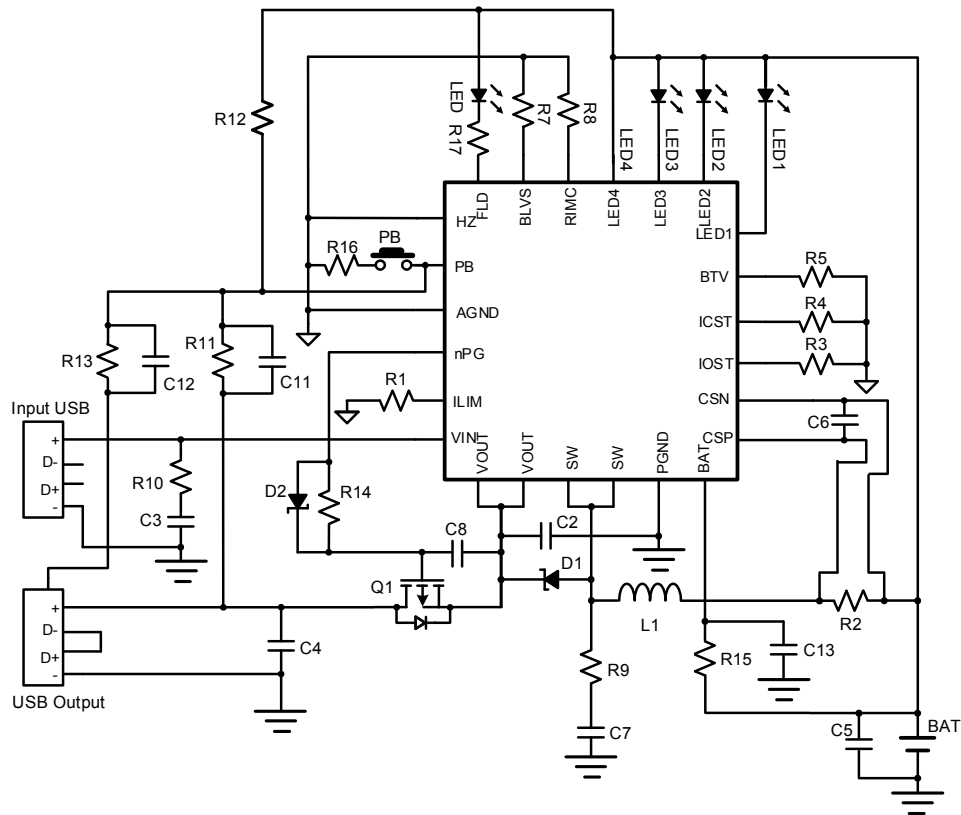 R12
LED
R17
R7
R8
LED4
LED3
LED2
LED1
FLD
BLVS
RIMC
LED4
LED3
LED2
HZ
LED1
R16
PB
PB
BTV
R5
AGND
ICST
R4
R13
C12
R11
C11
nPG
IOST
R3
R1
ILIM
CSN
C6
Input USB
+
D-
D+
-
VIN
VOUT
VOUT
SW
SW
PGND
BAT
CSP
R10
C3
D2
R14
C8
C2
D1
Q1
L1
R2
+
D-
D+
-
USB Output
C4
R9
R15
C13
C7
C5
BAT